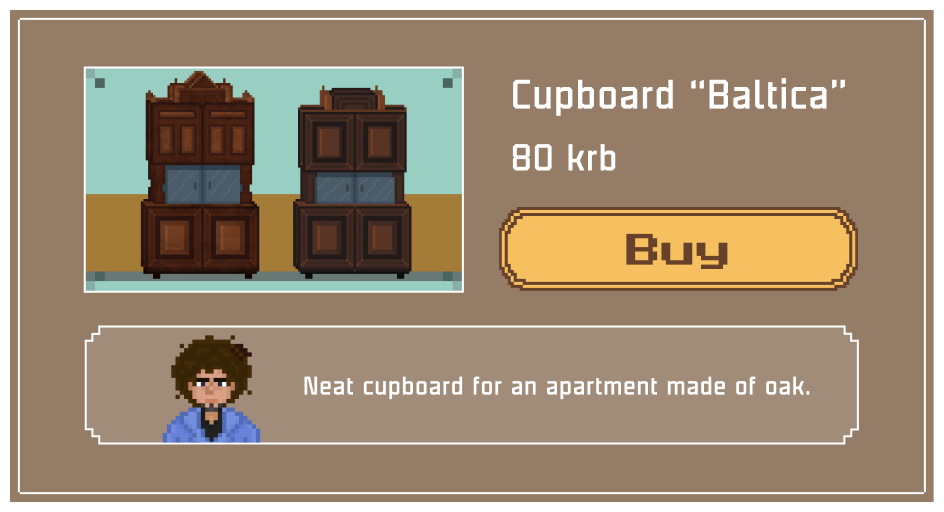 Cupboard “Baltica”
80 krb
Buy
Neat cupboard for an apartment made of oak.